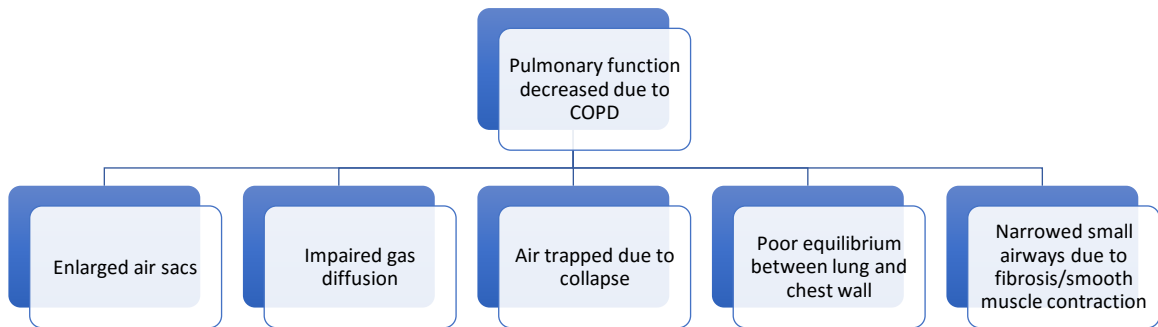 Pulmonary function
decreased due to
COPD
Enlarged air sacs
Impaired gas
diffusion
Air trapped due to
collapse
Poor equilibrium
between lung and
chest wall
Narrowed small
airways due to
fibrosis/smooth
muscle contraction